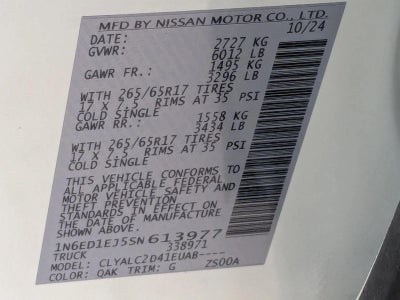 MFD BY NISSAN MOTOR CO., LTD.
DATE: 10/24
GVWR: 2727 KG
6012 LB
GAWR FR.: 1495 KG
3296 LB
WITH 265/65R17 TIRES
17 X 7.5 RIMS AT 35 PSI
COLD SINGLE
GAWR RR.: 1558 KG
3434 LB
WITH 265/65R17 TIRES
17 X 7.5 RIMS AT 35 PSI
COLD SINGLE
THIS VEHICLE CONFORMS TO
ALL APPLICABLE FEDERAL
MOTOR VEHICLE SAFETY AND
THEFT PREVENTION
STANDARDS IN EFFECT ON
THE DATE OF MANUFACTURE
SHOWN ABOVE.
1N6ED1EJ5SN613977
TRUCK 338971
MODEL: CLYALCZD41EUAB----
COLOR: QAK TRIM: G ZS00A